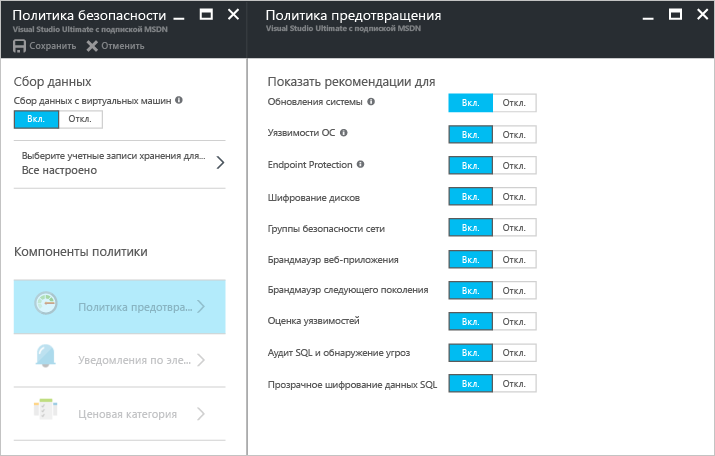 Политика безопасности
Visual Studio Ultimate с подпиской MSDN
Сохранить Отменить
Сбор данных
Сбор данных с виртуальных машин
Вкл. Откл.
Выберите учетные записи хранения для...
Все настроено
Компоненты политики
Политика предотвра...
Уведомления по эле...
Ценовая категория
Политика предотвращения
Visual Studio Ultimate с подпиской MSDN
Показать рекомендации для
Обновления системы Вкл. Откл.
Уязвимости ОС Вкл. Откл.
Endpoint Protection Вкл. Откл.
Шифрование дисков Вкл. Откл.
Группы безопасности сети Вкл. Откл.
Брандмауэр веб-приложения Вкл. Откл.
Брандмауэр следующего поколения Вкл. Откл.
Оценка уязвимостей Вкл. Откл.
Аудит SQL и обнаружение угроз Вкл. Откл.
Прозрачное шифрование данных SQL Вкл. Откл.